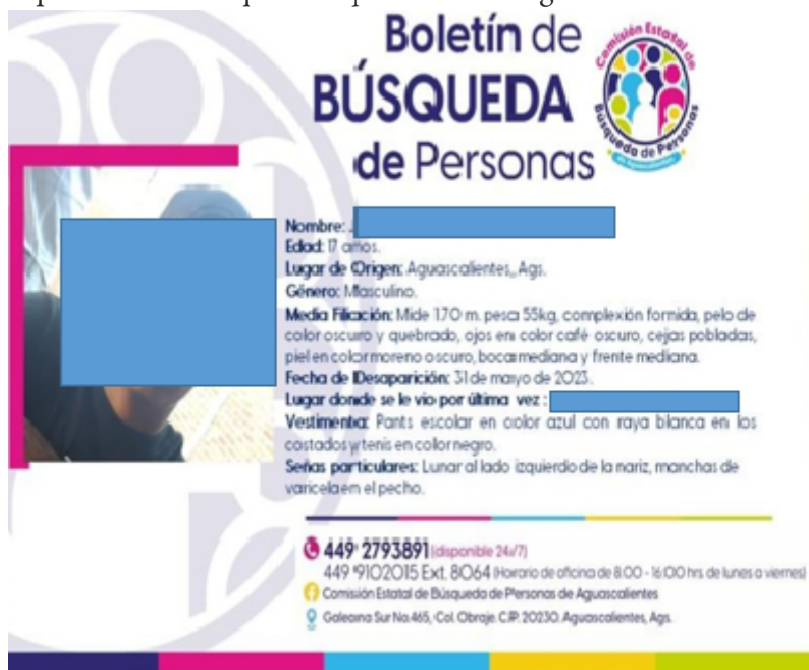 Boletín de
BÚSQUEDA
de Personas
Comisión Estatal de
Búsqueda de Personas
de Aguascalientes
Nombre:
Edad: 17 años.
Lugar de Origen: Aguascalientes, Ags.
Género: Masculino.
Media Filiación: Mide 1.70 m. pesa 55kg, complexión fornida, pelo de
color oscuro y quebrado, ojos en color café oscuro, cejas pobladas,
piel en color moreno oscuro, boca mediana y frente mediana.
Fecha de Desaparición: 31 de mayo de 2023.
Lugar donde se le vio por última vez :
Vestimenta: Pants escolar en color azul con raya blanca en los
costados y tenis en color negro.
Señas particulares: Lunar al lado izquierdo de la nariz, manchas de
varicela em el pecho.
449 2793891 (disponible 24/7)
449 9102015 Ext. 8064 (Horario de oficina de 8:00 - 16:00 hrs. de lunes a viernes)
Comisión Estatal de Búsqueda de Personas de Aguascalientes
Galeana Sur No. 465, Col. Obraje. C.P. 20230. Aguascalientes, Ags.